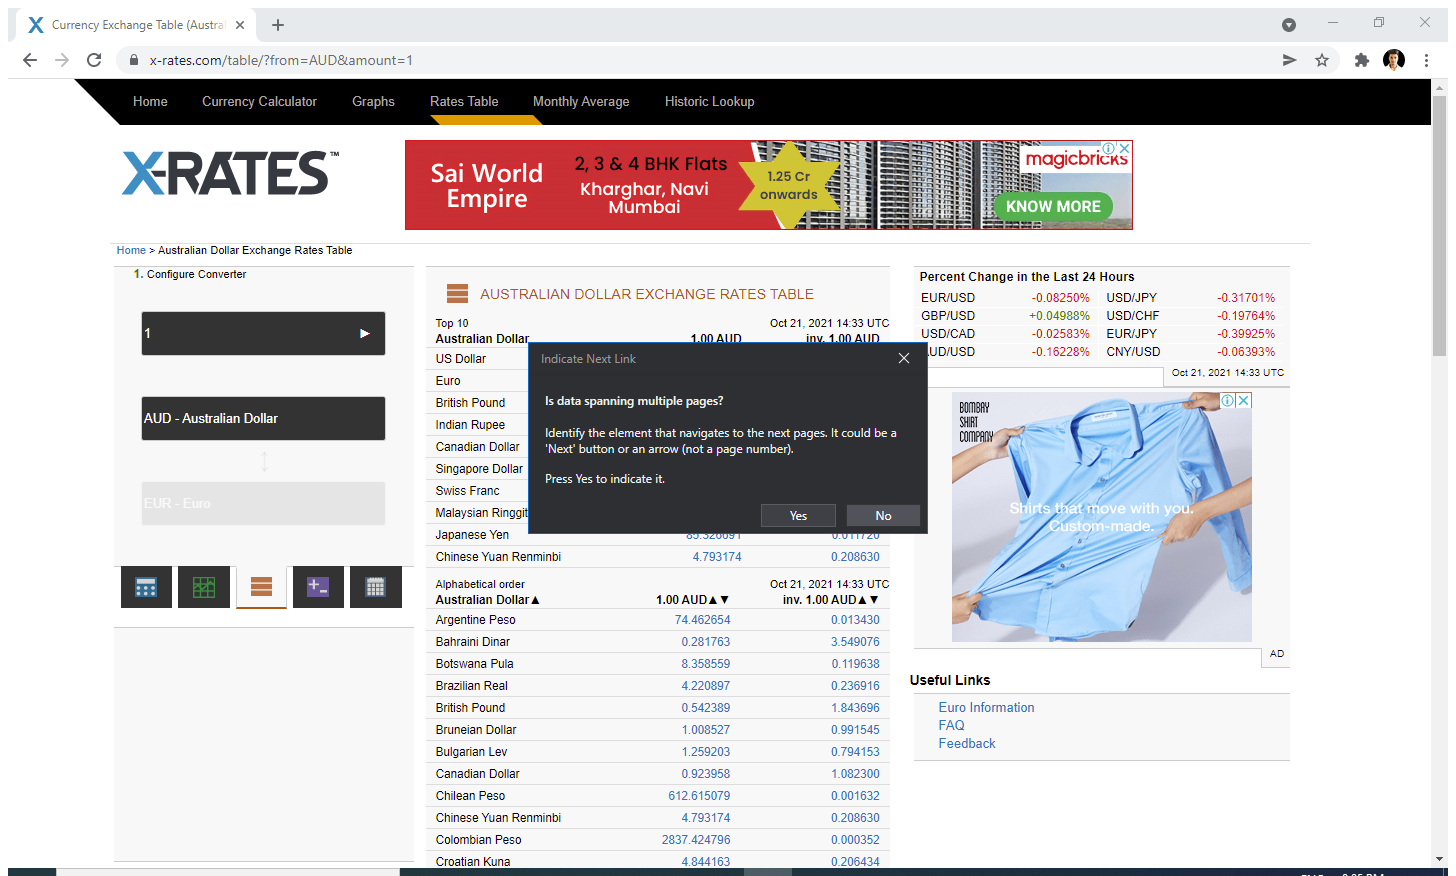 Currency Exchange Table (Austral
x-rates.com/table/?from=AUD&amount=1
Home Currency Calculator Graphs Rates Table Monthly Average Historic Lookup
X-RATES™
Sai World Empire
2, 3 & 4 BHK Flats
Kharghar, Navi Mumbai
1.25 Cr onwards
magicbricks
KNOW MORE
Home > Australian Dollar Exchange Rates Table
1. Configure Converter
1
AUD - Australian Dollar
EUR - Euro
AUSTRALIAN DOLLAR EXCHANGE RATES TABLE
Top 10 Oct 21, 2021 14:33 UTC
Australian Dollar 1.00 AUD inv. 1.00 AUD
US Dollar
Euro
British Pound
Indian Rupee
Canadian Dollar
Singapore Dollar
Swiss Franc
Malaysian Ringgit
Japanese Yen 85.326691 0.011720
Chinese Yuan Renminbi 4.793174 0.208630
Indicate Next Link
Is data spanning multiple pages?
Identify the element that navigates to the next pages. It could be a
'Next' button or an arrow (not a page number).
Press Yes to indicate it.
Yes No
Alphabetical order Oct 21, 2021 14:33 UTC
Australian Dollar▲ 1.00 AUD▲▼ inv. 1.00 AUD▲▼
Argentine Peso 74.462654 0.013430
Bahraini Dinar 0.281763 3.549076
Botswana Pula 8.358559 0.119638
Brazilian Real 4.220897 0.236916
British Pound 0.542389 1.843696
Bruneian Dollar 1.008527 0.991545
Bulgarian Lev 1.259203 0.794153
Canadian Dollar 0.923958 1.082300
Chilean Peso 612.615079 0.001632
Chinese Yuan Renminbi 4.793174 0.208630
Colombian Peso 2837.424796 0.000352
Croatian Kuna 4.844163 0.206434
Percent Change in the Last 24 Hours
EUR/USD -0.08250% USD/JPY -0.31701%
GBP/USD +0.04988% USD/CHF -0.19764%
USD/CAD -0.02583% EUR/JPY -0.39925%
AUD/USD -0.16228% CNY/USD -0.06393%
Oct 21, 2021 14:33 UTC
BOMBAY
SHIRT
COMPANY
Shirts that move with you.
Custom-made.
AD
Useful Links
Euro Information
FAQ
Feedback